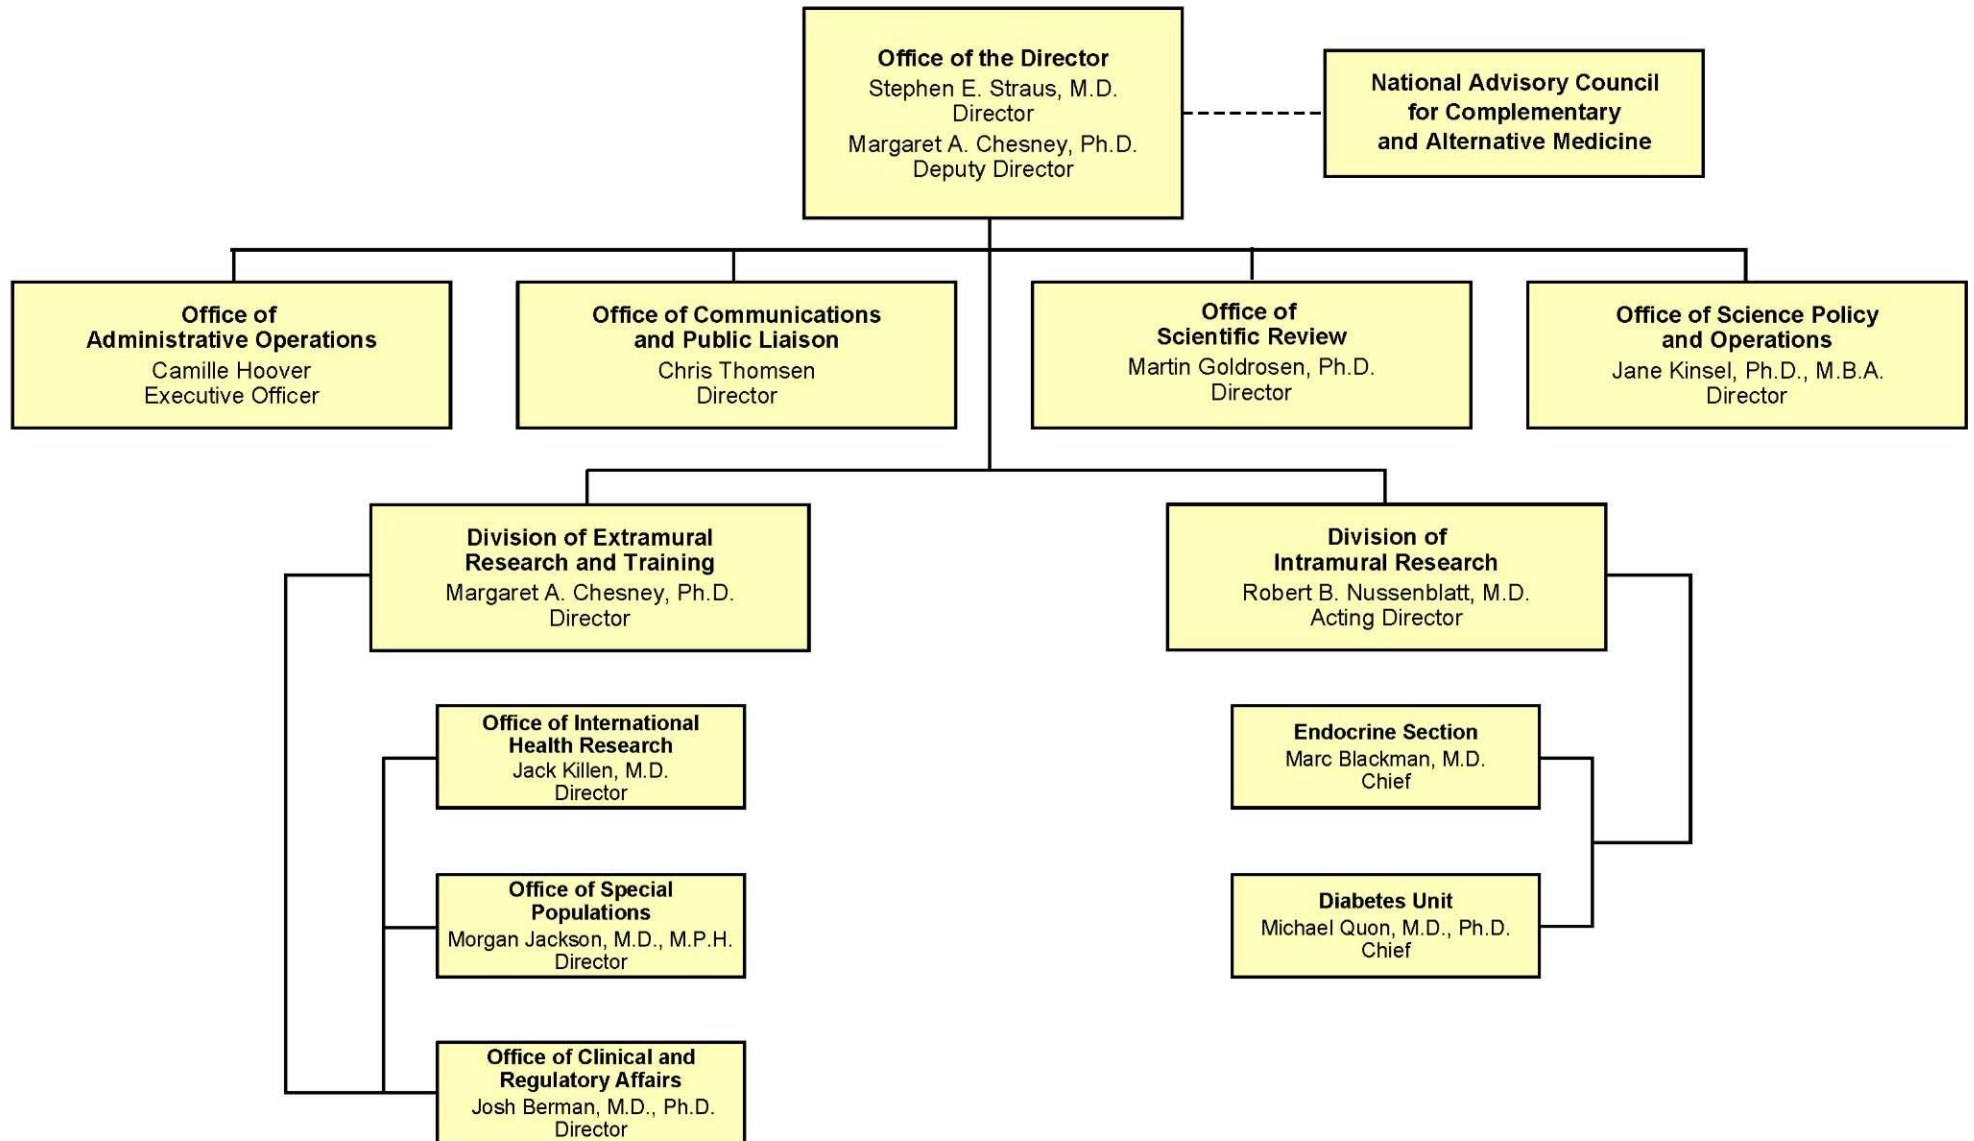 Office of the Director
Stephen E. Straus, M.D.
Director
Margaret A. Chesney, Ph.D.
Deputy Director
National Advisory Council
for Complementary
and Alternative Medicine
Office of
Administrative Operations
Camille Hoover
Executive Officer
Office of Communications
and Public Liaison
Chris Thomsen
Director
Office of
Scientific Review
Martin Goldrosen, Ph.D.
Director
Office of Science Policy
and Operations
Jane Kinsel, Ph.D., M.B.A.
Director
Division of Extramural
Research and Training
Margaret A. Chesney, Ph.D.
Director
Division of
Intramural Research
Robert B. Nussenblatt, M.D.
Acting Director
Office of International
Health Research
Jack Killen, M.D.
Director
Endocrine Section
Marc Blackman, M.D.
Chief
Office of Special
Populations
Morgan Jackson, M.D., M.P.H.
Director
Diabetes Unit
Michael Quon, M.D., Ph.D.
Chief
Office of Clinical and
Regulatory Affairs
Josh Berman, M.D., Ph.D.
Director